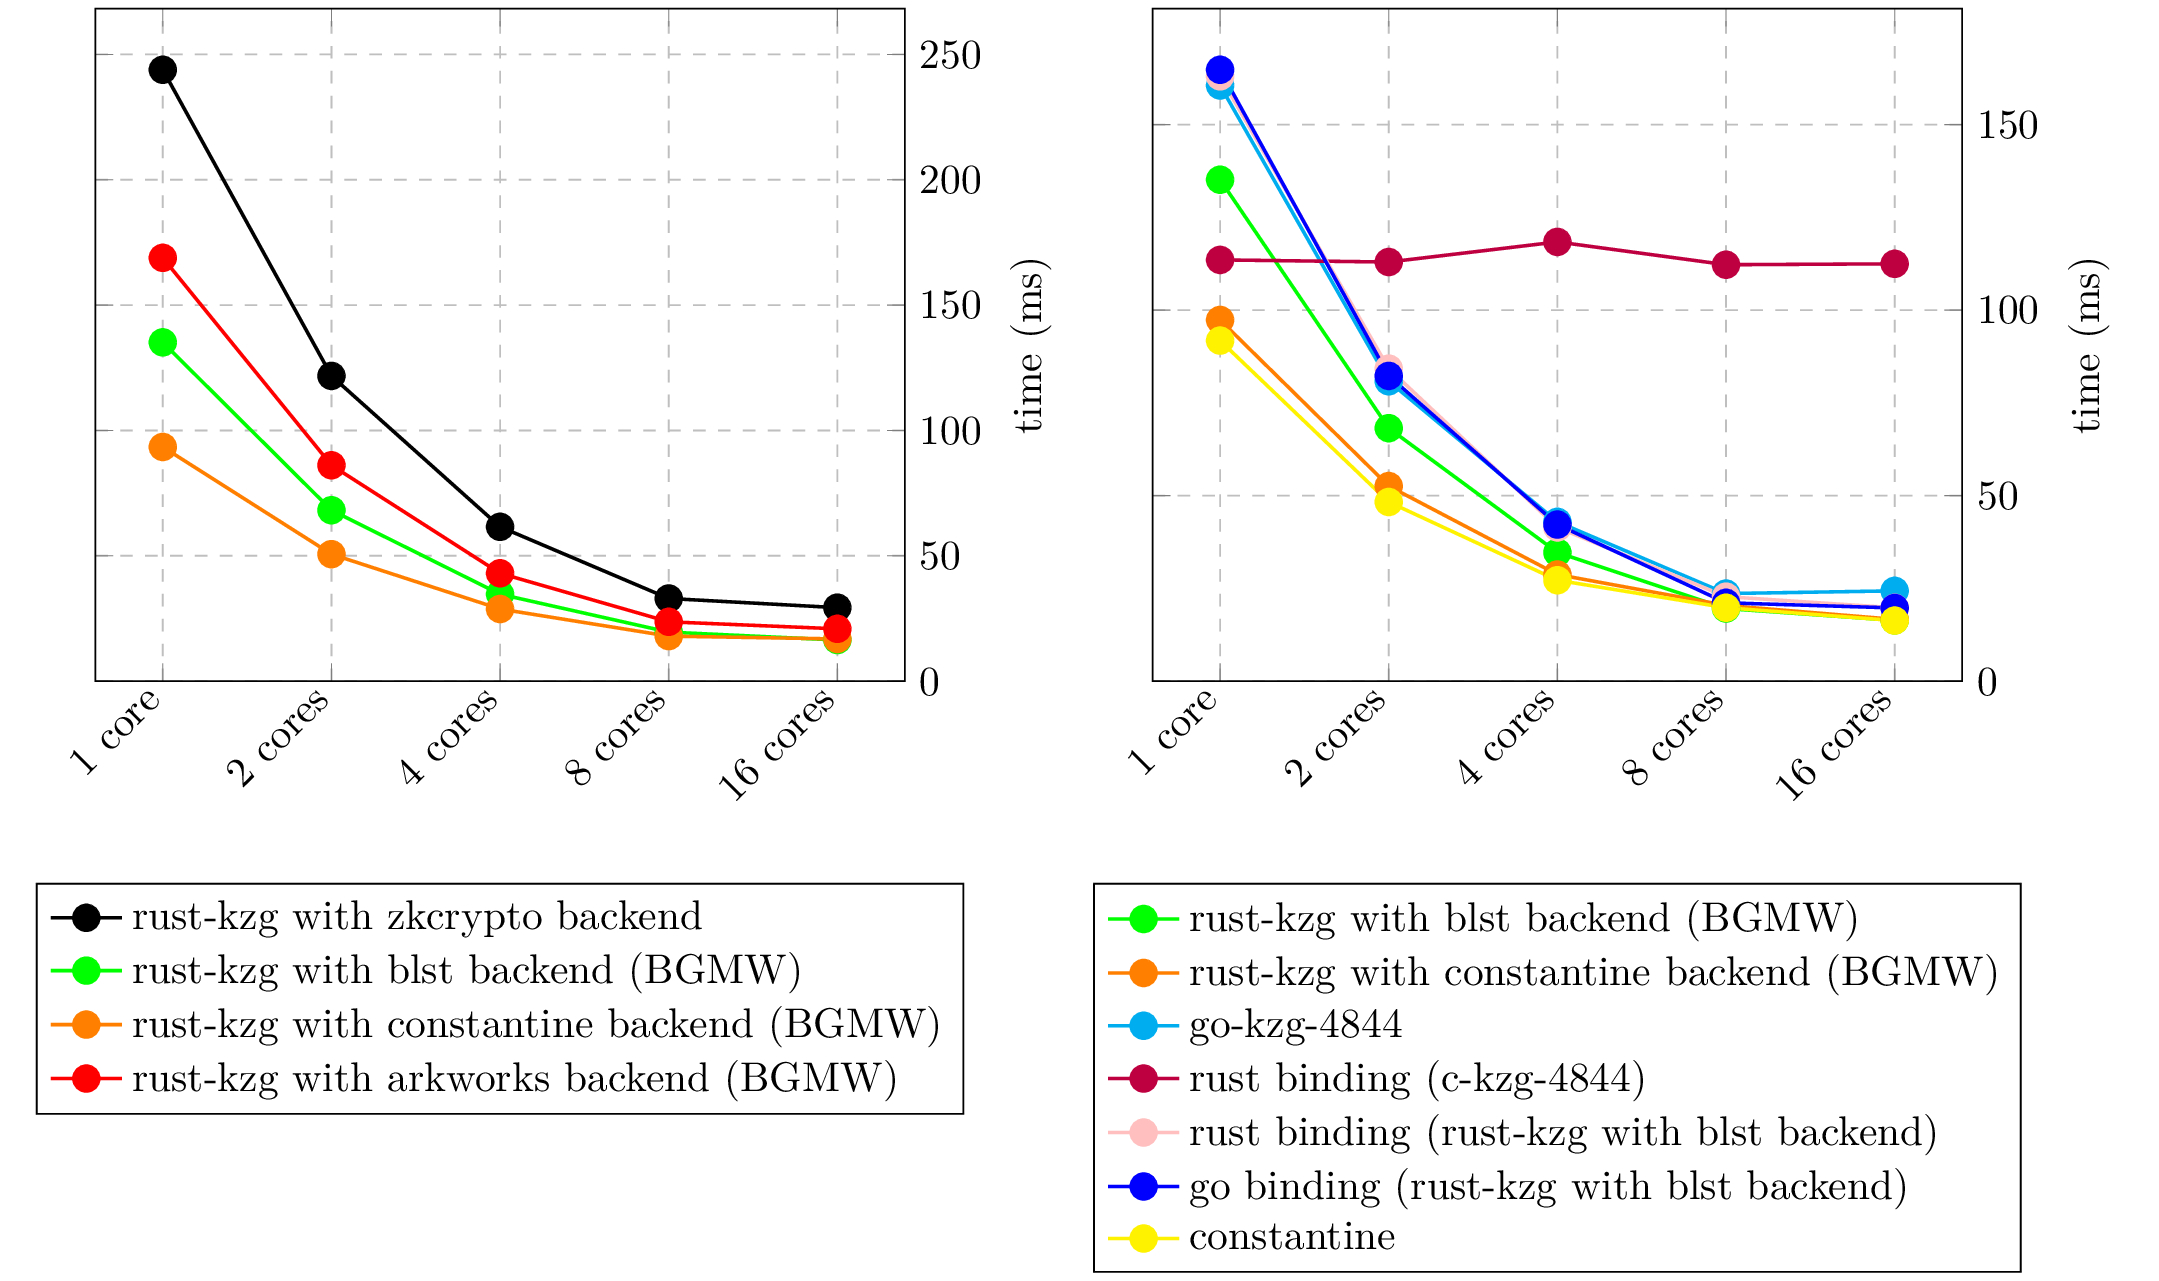 250
200
150
100
50
0
time (ms)
1 core
2 cores
4 cores
8 cores
16 cores
rust-kzg with zkcrypto backend
rust-kzg with blst backend (BGMW)
rust-kzg with constantine backend (BGMW)
rust-kzg with arkworks backend (BGMW)
150
100
50
0
time (ms)
1 core
2 cores
4 cores
8 cores
16 cores
rust-kzg with blst backend (BGMW)
rust-kzg with constantine backend (BGMW)
go-kzg-4844
rust binding (c-kzg-4844)
rust binding (rust-kzg with blst backend)
go binding (rust-kzg with blst backend)
constantine